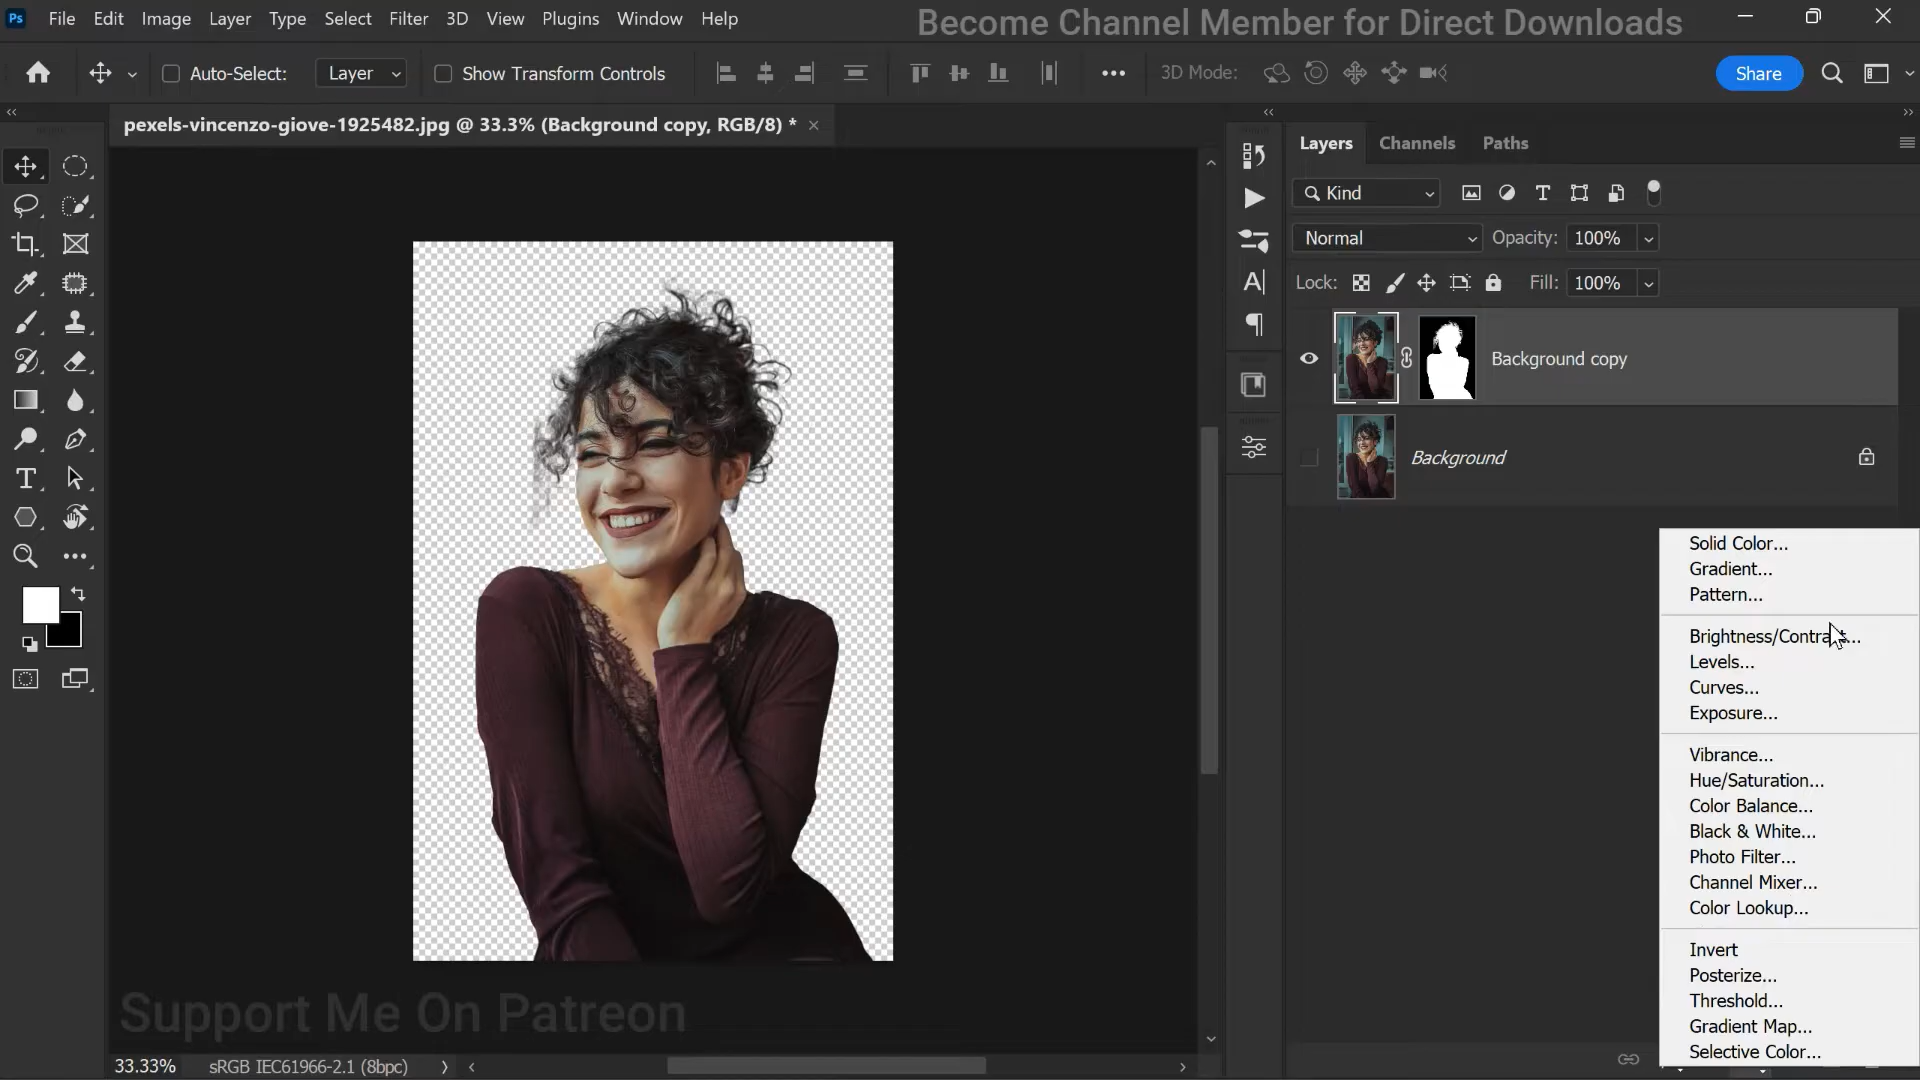 Ps File Edit Image Layer Type Select Filter 3D View Plugins Window Help
Become Channel Member for Direct Downloads
Auto-Select: Layer Show Transform Controls 3D Mode: Share
pexels-vincenzo-giove-1925482.jpg @ 33.3% (Background copy, RGB/8) *
Layers Channels Paths
Kind
Normal Opacity: 100%
Lock: Fill: 100%
Background copy
Background
Solid Color...
Gradient...
Pattern...
Brightness/Contrast...
Levels...
Curves...
Exposure...
Vibrance...
Hue/Saturation...
Color Balance...
Black & White...
Photo Filter...
Channel Mixer...
Color Lookup...
Invert
Posterize...
Threshold...
Gradient Map...
Selective Color...
Support Me On Patreon
33.33% sRGB IEC61966-2.1 (8bpc)